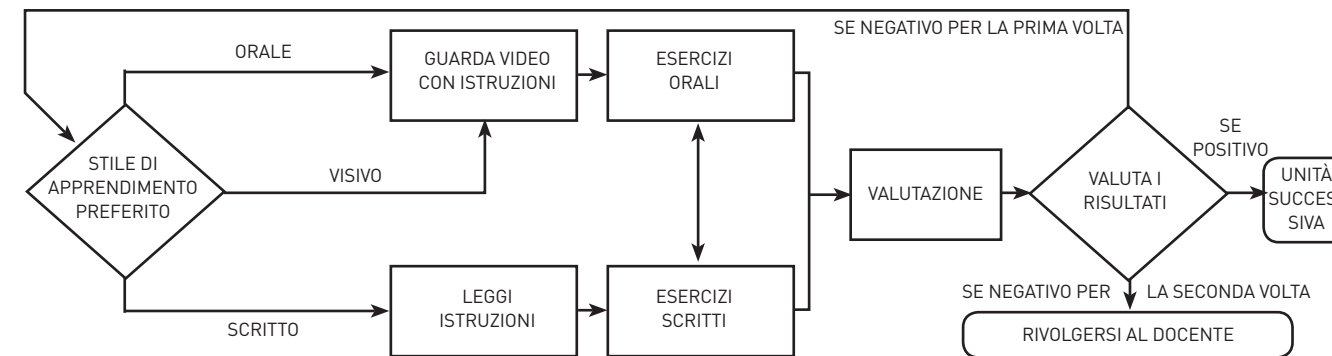 SE NEGATIVO PER LA PRIMA VOLTA
ORALE
GUARDA VIDEO
CON ISTRUZIONI
ESERCIZI
ORALI
STILE DI
APPRENDIMENTO
PREFERITO
VISIVO
VALUTAZIONE
VALUTA I
RISULTATI
SE
POSITIVO
UNITÀ
SUCCES
SIVA
SCRITTO
LEGGI
ISTRUZIONI
ESERCIZI
SCRITTI
SE NEGATIVO PER LA SECONDA VOLTA
RIVOLGERSI AL DOCENTE